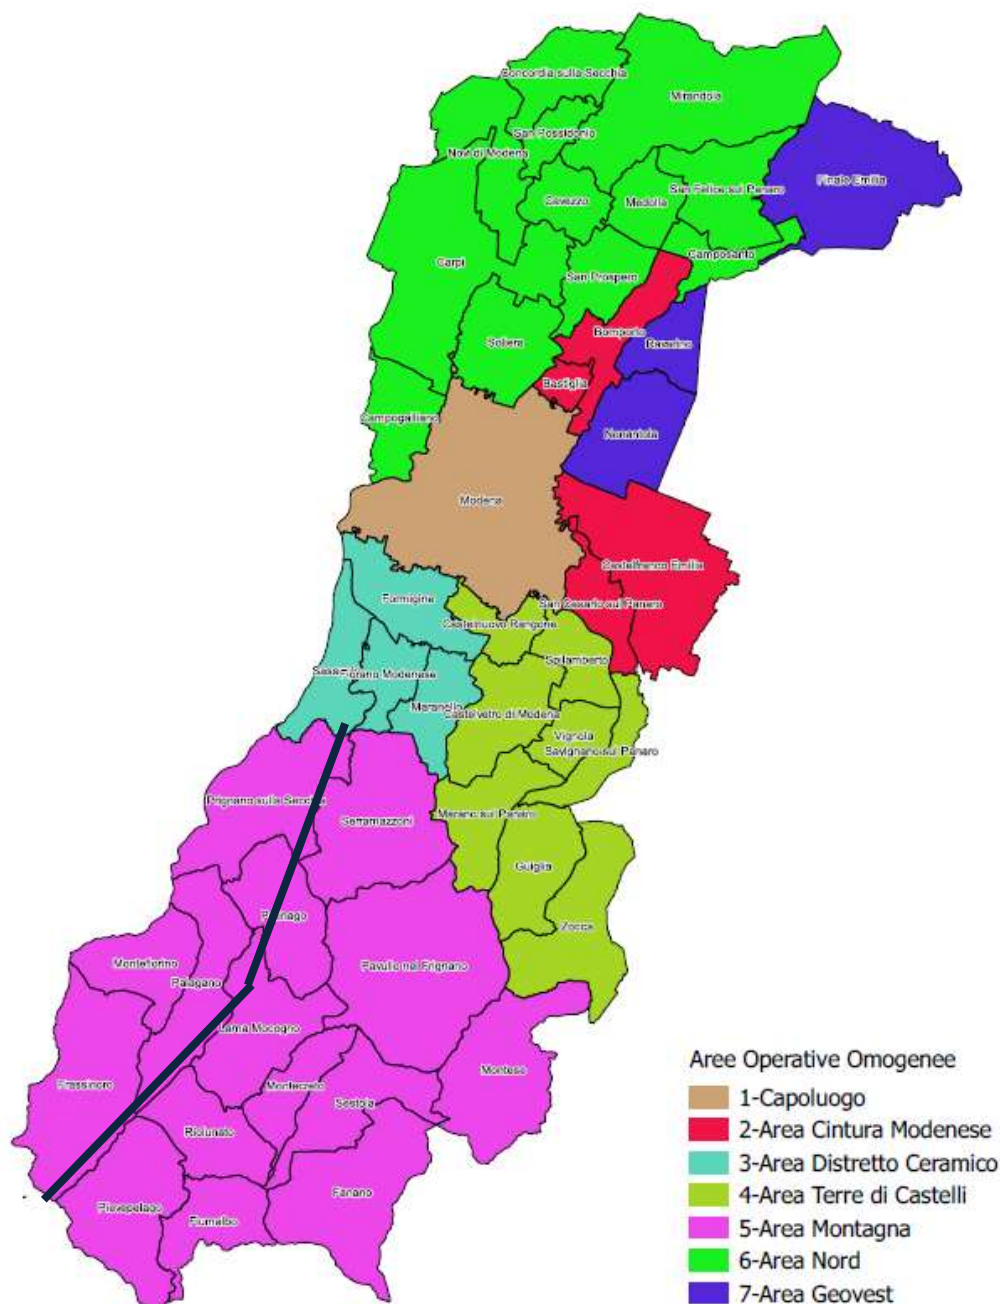 Concordia sulla Secchia
Mirandola
San Possidonio
Novi di Modena
Finale Emilia
San Felice sul Panaro
Cavezzo
Medolla
Camposanto
Carpi
San Prospero
Bomporto
Ravarino
Soliera
Bastiglia
Campogalliano
Nonantola
Modena
Castelfranco Emilia
Formigine
San Cesario sul Panaro
Castelnuovo Rangone
Spilamberto
Fiorano Modenese
Maranello
Castelvetro di Modena
Vignola
Savignano sul Panaro
Prignano sulla Secchia
Serramazzoni
Marano sul Panaro
Guiglia
Zocca
Montefiorino
Palagano
Pavullo nel Frignano
Lama Mocogno
Frassinoro
Montecreto
Montese
Sestola
Riolunato
Fanano
Pievepelago
Fiumalbo
Aree Operative Omogenee
1-Capoluogo
2-Area Cintura Modenese
3-Area Distretto Ceramico
4-Area Terre di Castelli
5-Area Montagna
6-Area Nord
7-Area Geovest